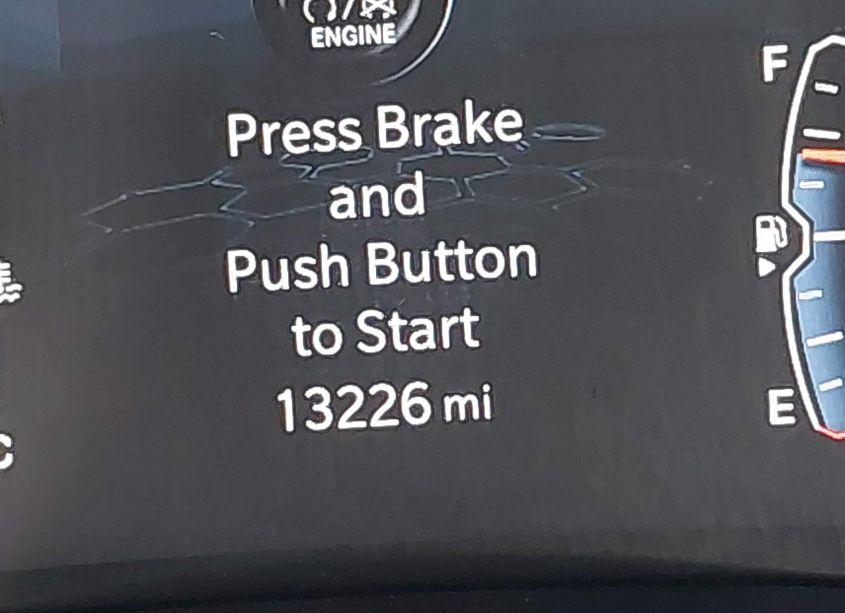 ENGINE
F
Press Brake
and
Push Button
to Start
13226 mi
E
C